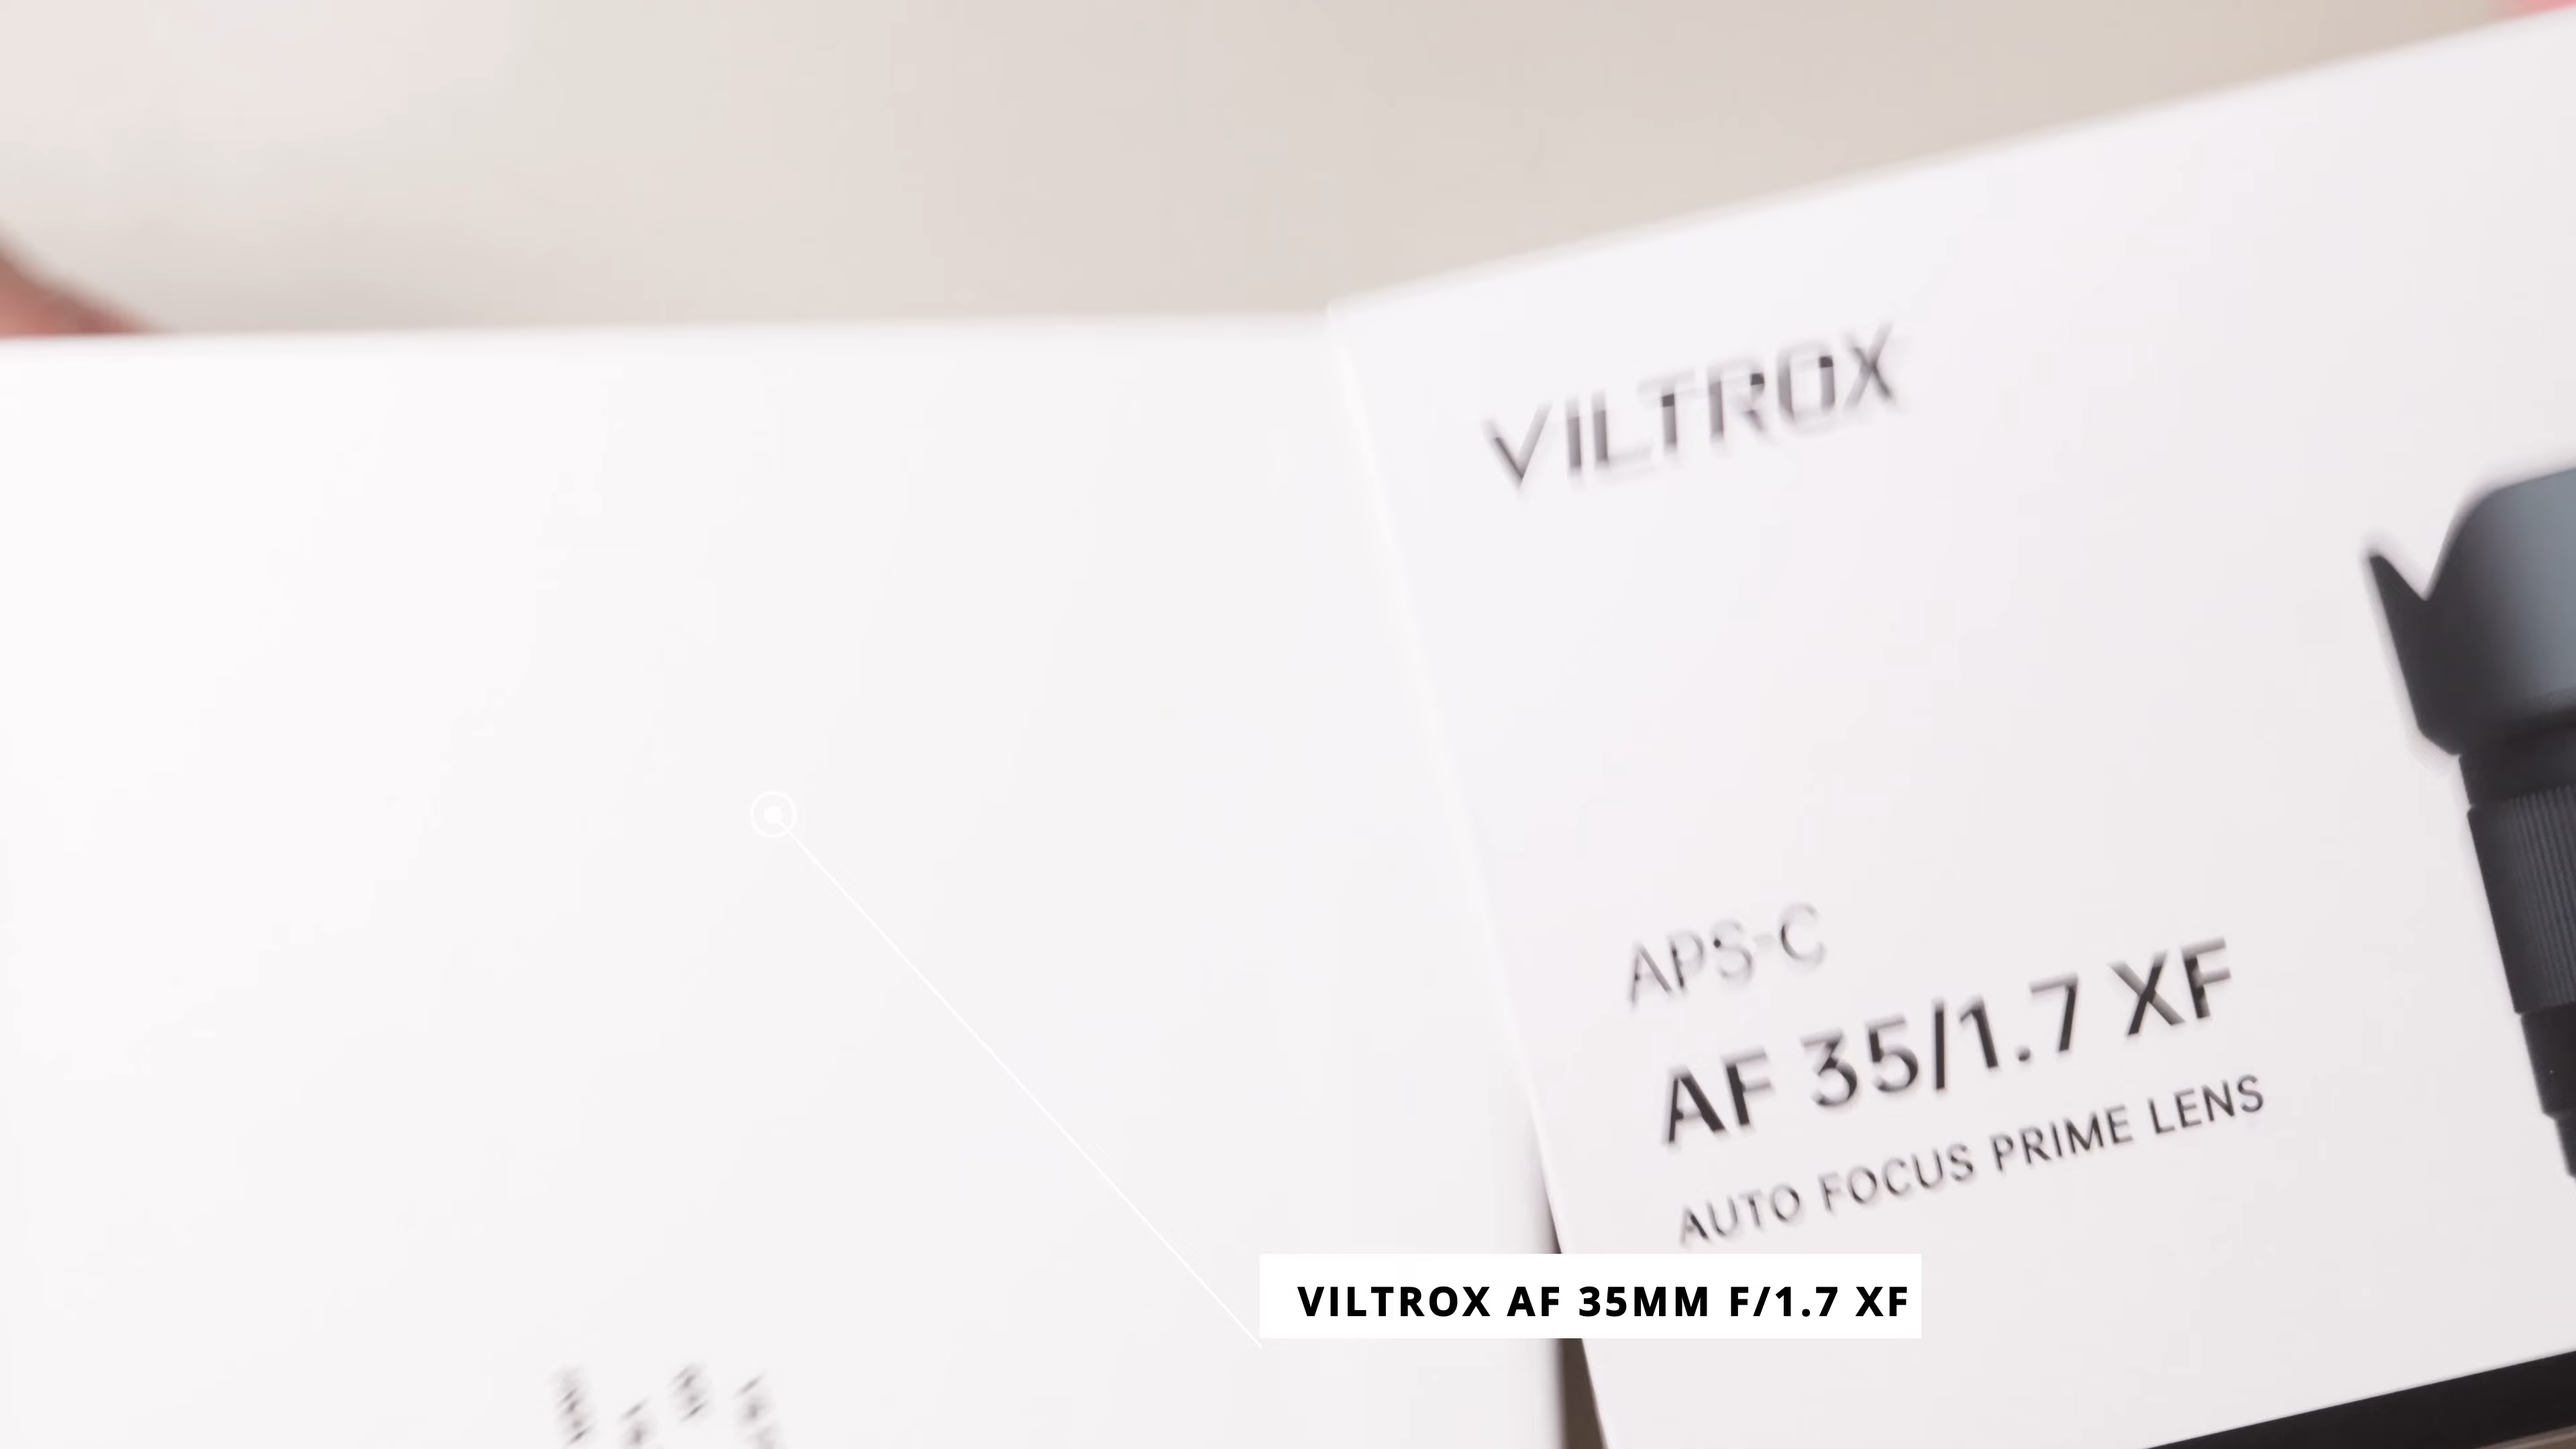 VILTROX
APS-C
AF 35/1.7 XF
AUTO FOCUS PRIME LENS
VILTROX AF 35MM F/1.7 XF